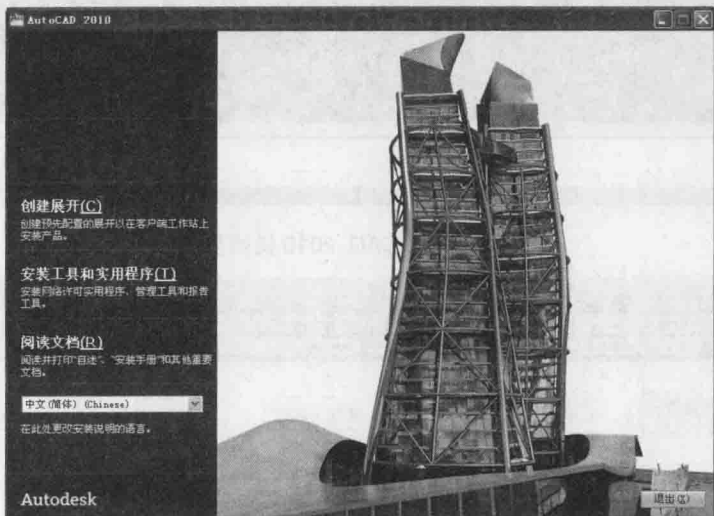 AutoCAD 2010
创建展开(C)
创建预先配置的展开以在客户端工作站上
安装产品。
安装工具和实用程序(T)
安装网络许可实用程序、管理工具和报告
工具。
阅读文档(R)
阅读并打印“自述”、“安装手册”和其他重要
文档。
中文(简体) (Chinese)
在此处更改安装说明的语言。
Autodesk
退出(X)